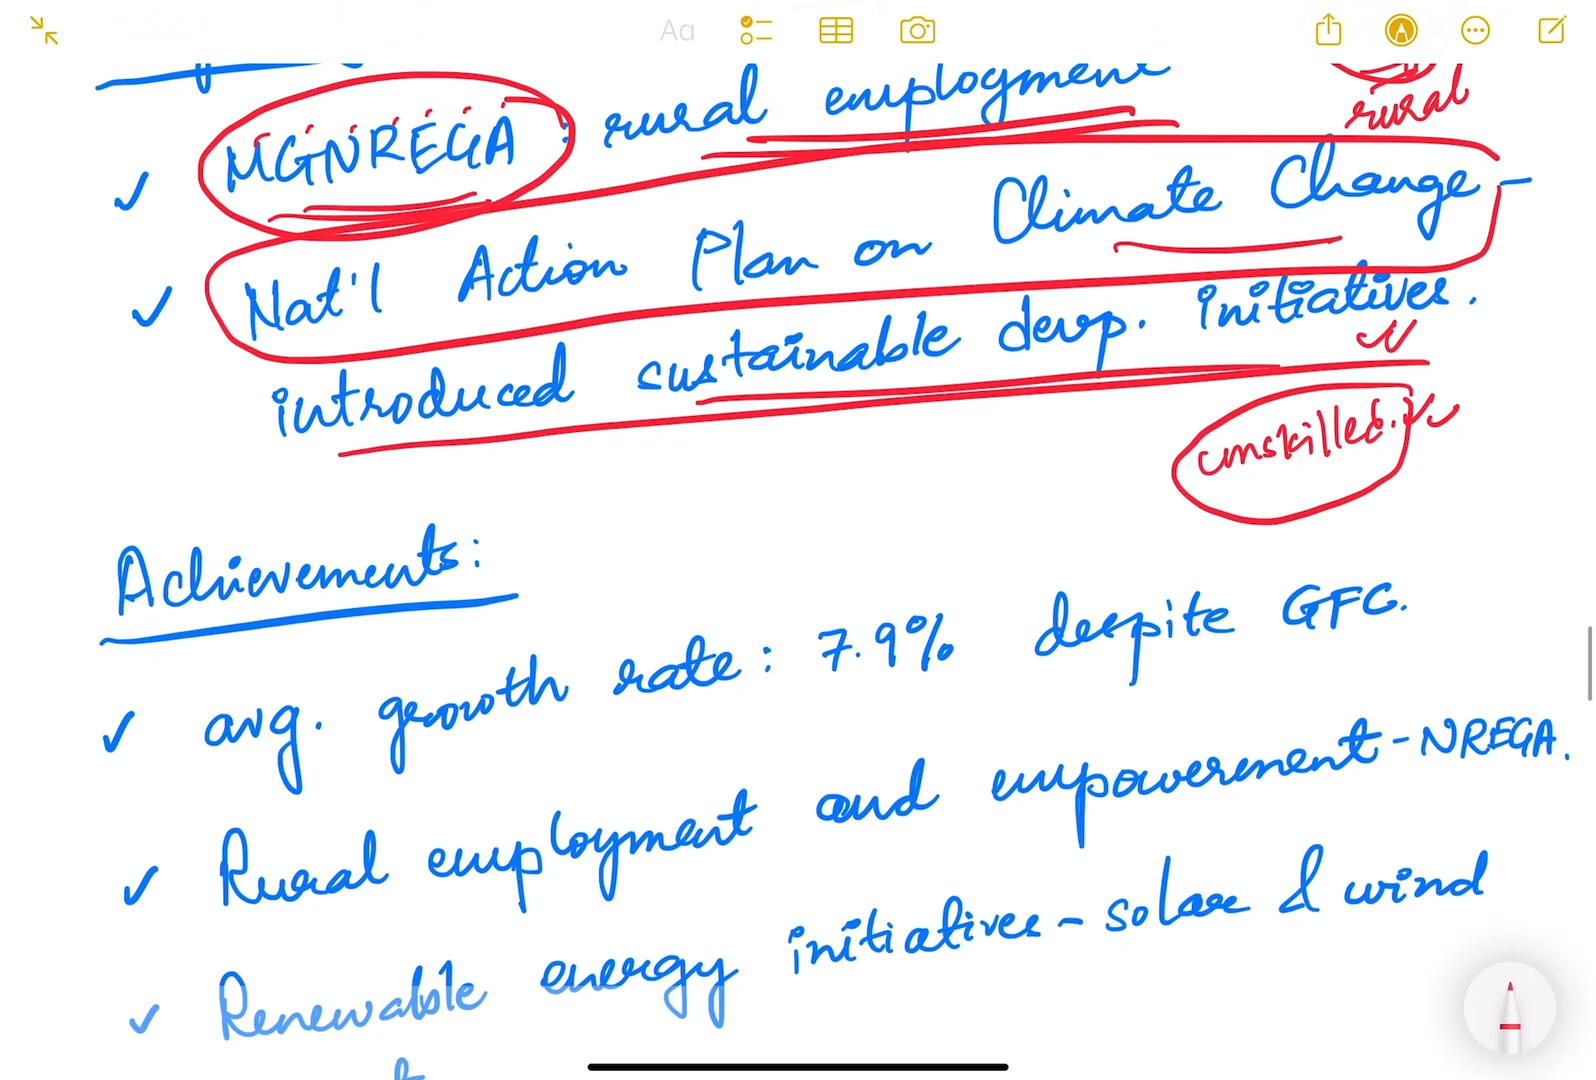 Aa
✓ MGNREGA : rural employment
rural
✓ Nat'l Action Plan on Climate Change -
introduced sustainable devp. initiatives.
unskilled.
Achievements:
✓ avg. growth rate : 7.9% despite GFC.
✓ Rural employment and empowerment - NREGA.
✓ Renewable energy initiatives - solar & wind